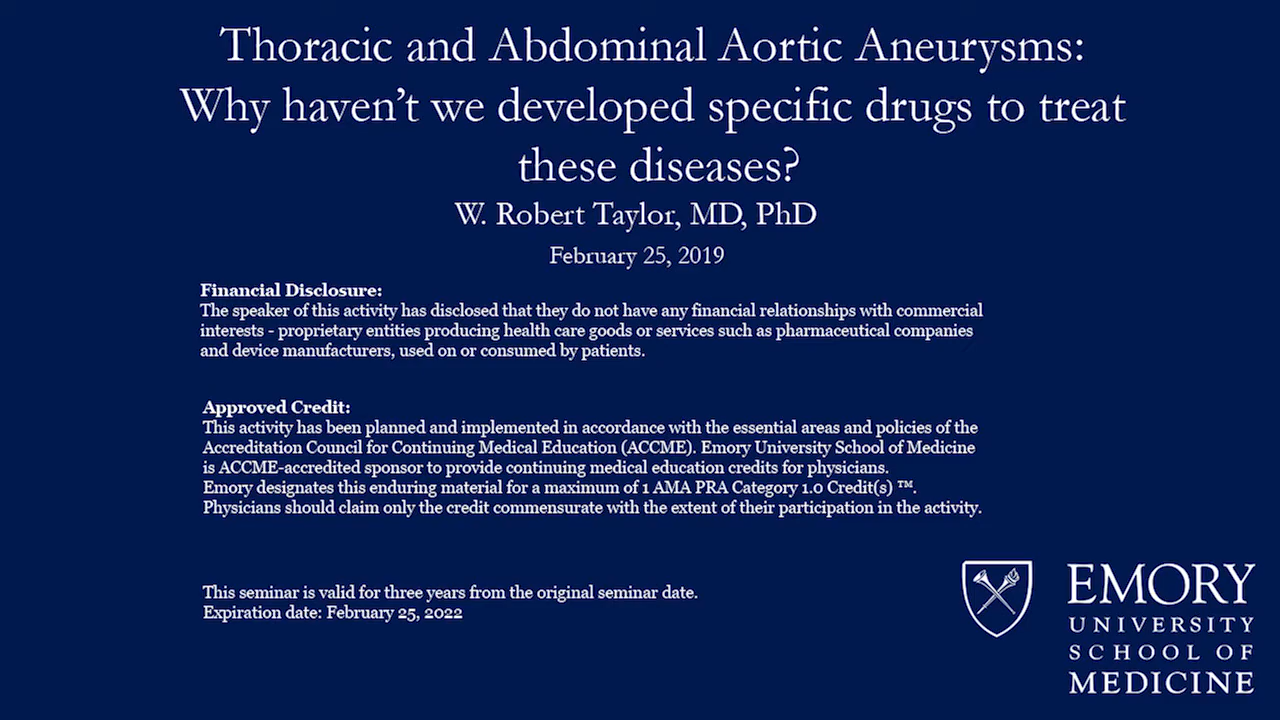 Thoracic and Abdominal Aortic Aneurysms:
Why haven’t we developed specific drugs to treat
these diseases?
W. Robert Taylor, MD, PhD
February 25, 2019
Financial Disclosure:
The speaker of this activity has disclosed that they do not have any financial relationships with commercial
interests - proprietary entities producing health care goods or services such as pharmaceutical companies
and device manufacturers, used on or consumed by patients.
Approved Credit:
This activity has been planned and implemented in accordance with the essential areas and policies of the
Accreditation Council for Continuing Medical Education (ACCME). Emory University School of Medicine
is ACCME-accredited sponsor to provide continuing medical education credits for physicians.
Emory designates this enduring material for a maximum of 1 AMA PRA Category 1.0 Credit(s) ™.
Physicians should claim only the credit commensurate with the extent of their participation in the activity.
This seminar is valid for three years from the original seminar date.
Expiration date: February 25, 2022
EMORY
UNIVERSITY
SCHOOL OF
MEDICINE